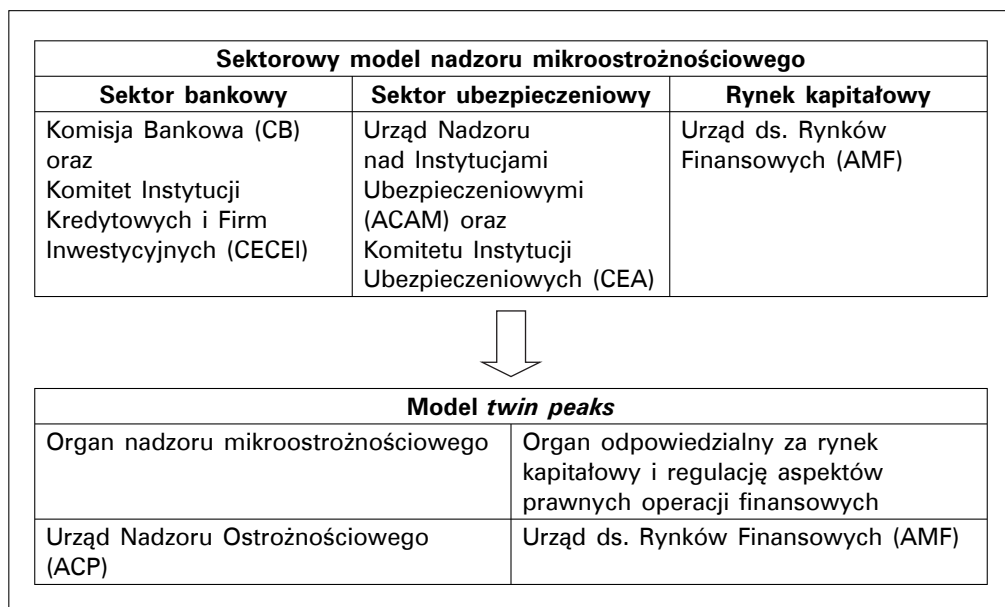 Sektorowy model nadzoru mikroostrożnościowego
Sektor bankowy
Sektor ubezpieczeniowy
Rynek kapitałowy
Komisja Bankowa (CB)
oraz
Komitet Instytucji
Kredytowych i Firm
Inwestycyjnych (CECEI)
Urząd Nadzoru
nad Instytucjami
Ubezpieczeniowymi
(ACAM) oraz
Komitetu Instytucji
Ubezpieczeniowych (CEA)
Urząd ds. Rynków
Finansowych (AMF)
Model twin peaks
Organ nadzoru mikroostrożnościowego
Organ odpowiedzialny za rynek
kapitałowy i regulację aspektów
prawnych operacji finansowych
Urząd Nadzoru Ostrożnościowego
(ACP)
Urząd ds. Rynków Finansowych (AMF)